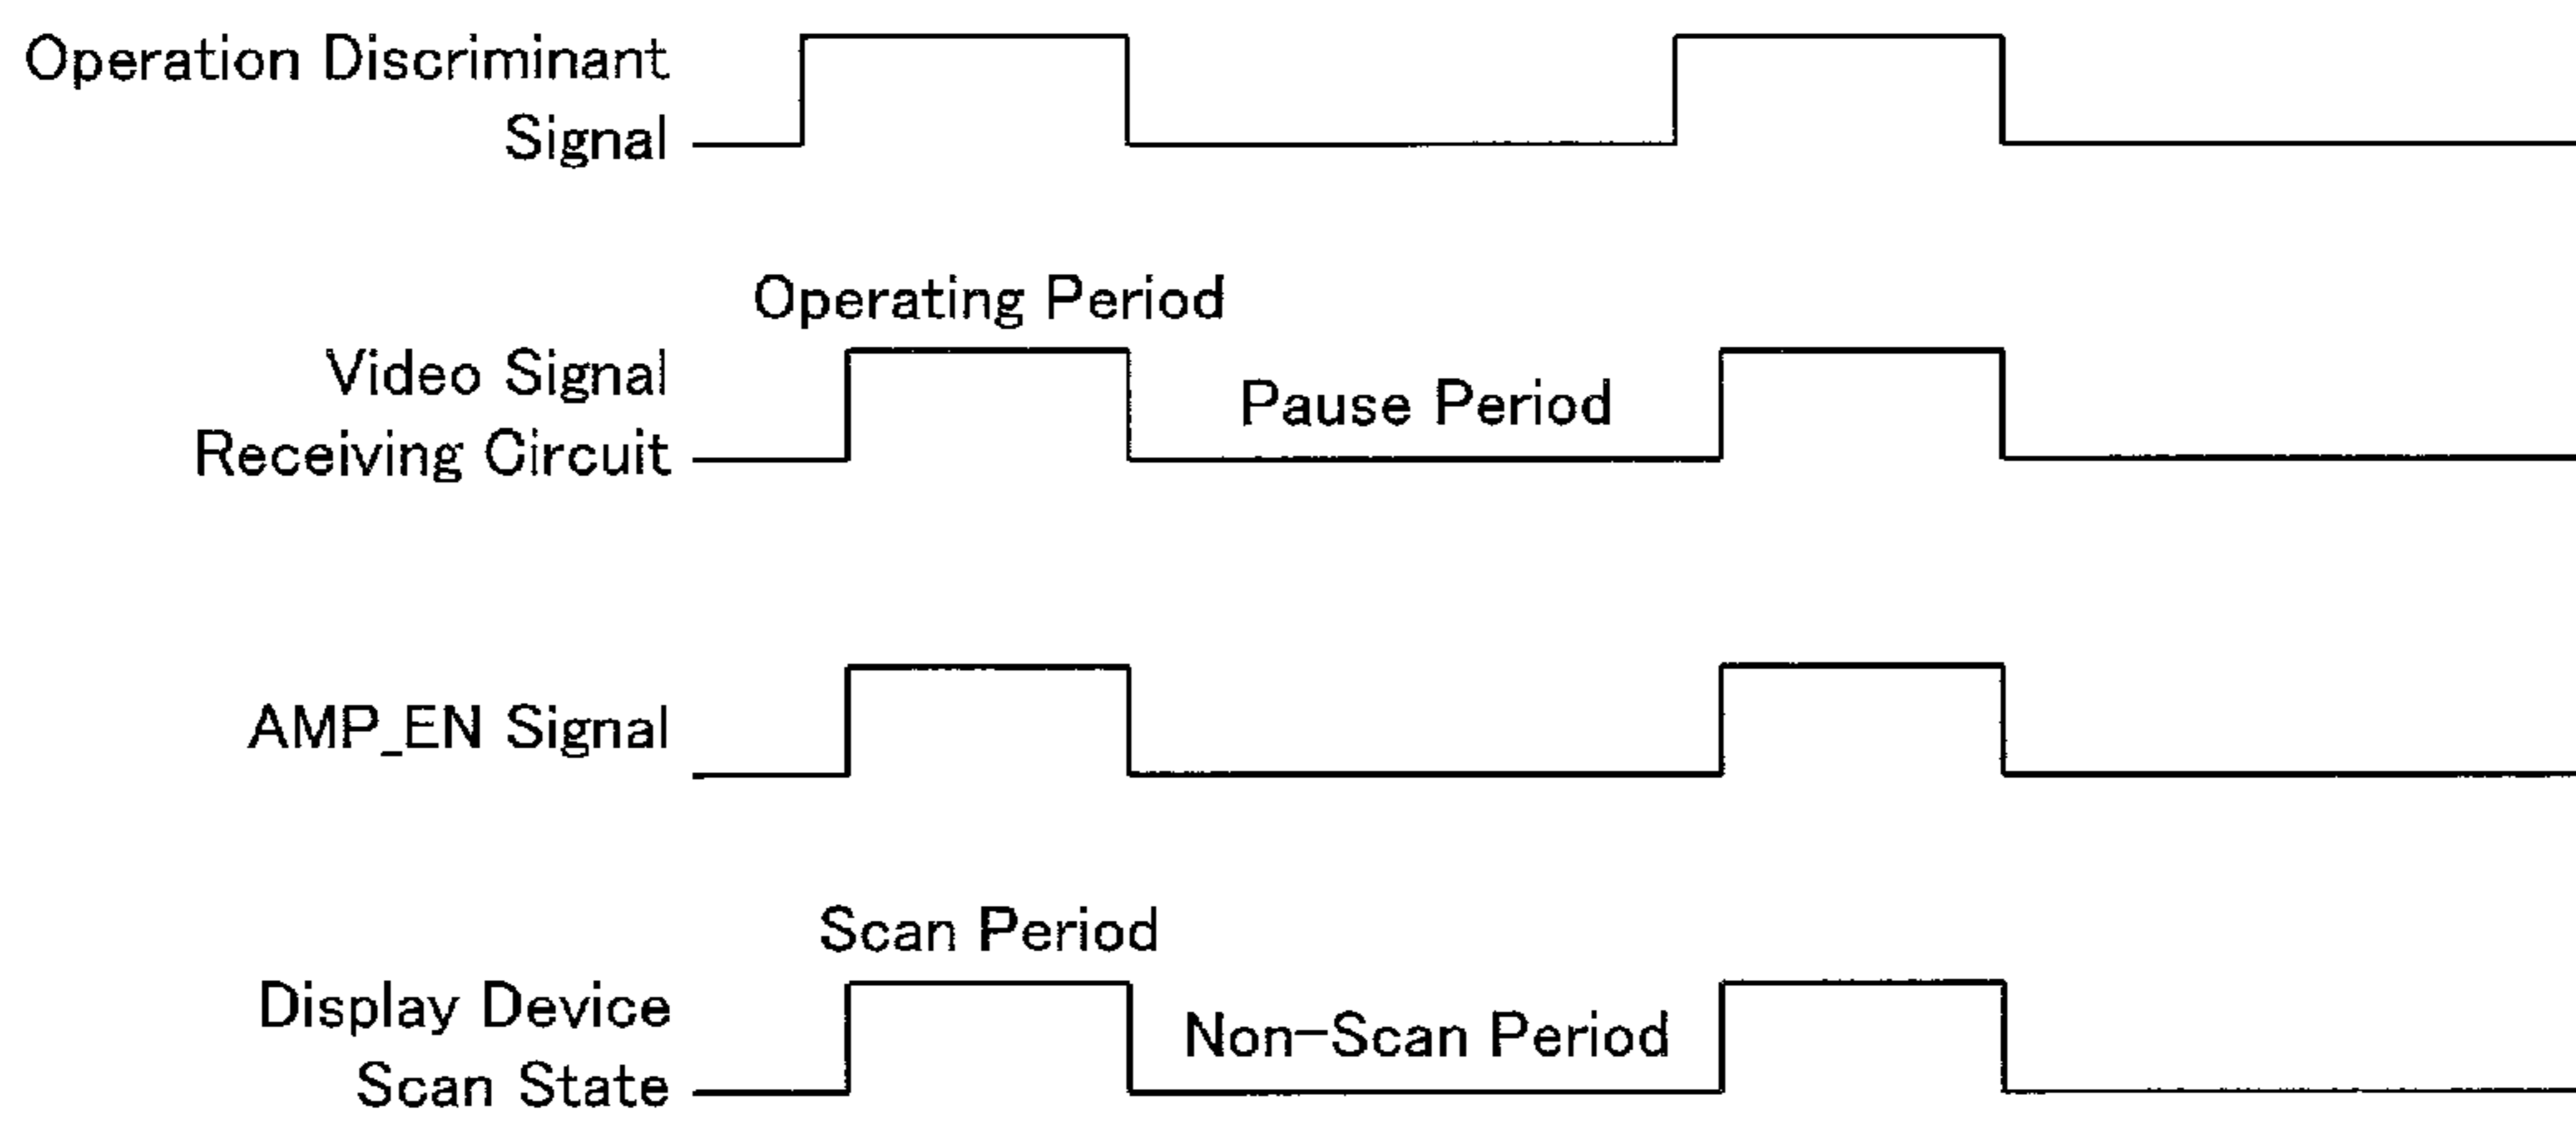 Operation Discriminant
Signal
Operating Period
Video Signal
Receiving Circuit
Pause Period
AMP_EN Signal
Scan Period
Display Device
Scan State
Non-Scan Period